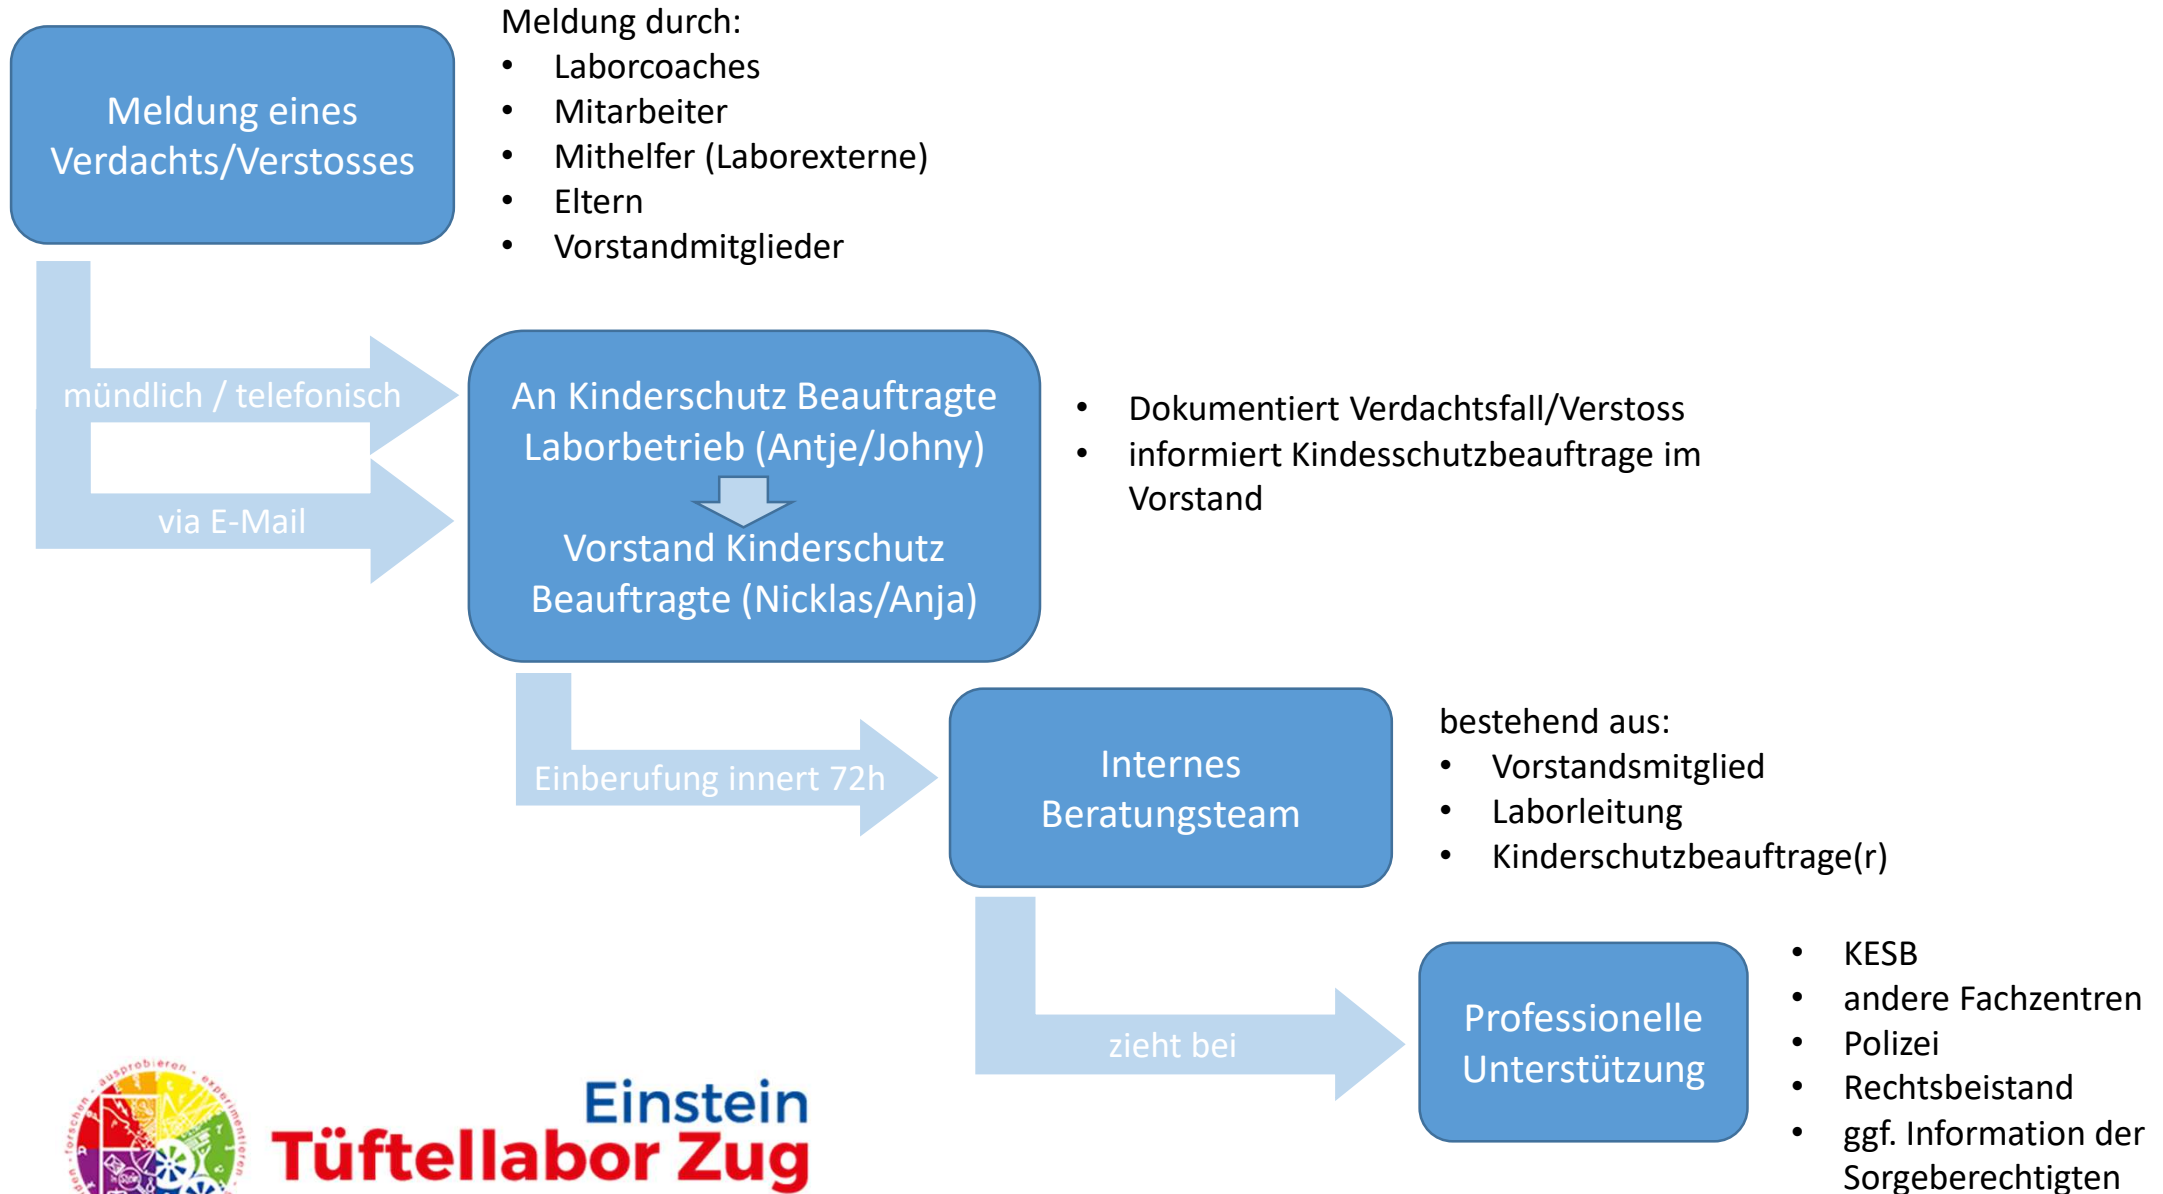 Meldung eines
Verdachts/Verstosses
Meldung durch:
• Laborcoaches
• Mitarbeiter
• Mithelfer (Laborexterne)
• Eltern
• Vorstandmitglieder
mündlich / telefonisch
via E-Mail
An Kinderschutz Beauftragte
Laborbetrieb (Antje/Johny)
Vorstand Kinderschutz
Beauftragte (Nicklas/Anja)
• Dokumentiert Verdachtsfall/Verstoss
• informiert Kindesschutzbeauftrage im
Vorstand
Einberufung innert 72h
Internes
Beratungsteam
bestehend aus:
• Vorstandsmitglied
• Laborleitung
• Kinderschutzbeauftrage(r)
zieht bei
Professionelle
Unterstützung
• KESB
• andere Fachzentren
• Polizei
• Rechtsbeistand
• ggf. Information der
Sorgeberechtigten
forschen - ausprobieren - experimentieren
Einstein
Tüftellabor Zug